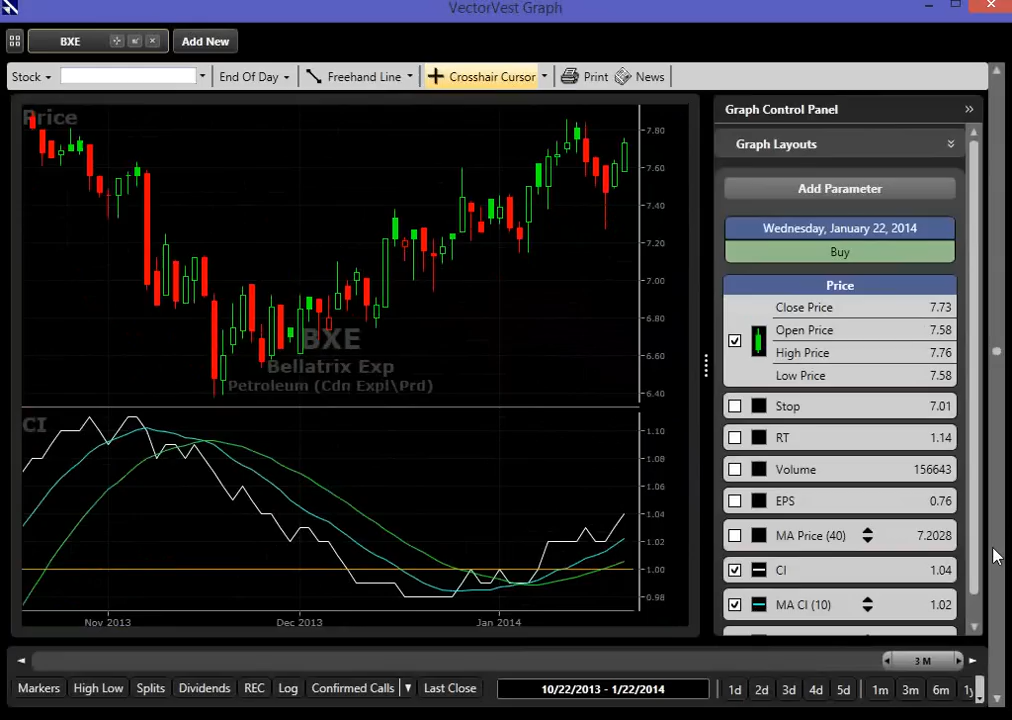 VectorVest Graph
BXE
Add New
Stock
End Of Day
Freehand Line
Crosshair Cursor
Print
News
Price
7.80
7.60
7.40
7.20
7.00
6.80
6.60
6.40
BXE
Bellatrix Exp
Petroleum (Cdn Expl\Prd)
CI
1.10
1.08
1.06
1.04
1.02
1.00
0.98
Nov 2013
Dec 2013
Jan 2014
Graph Control Panel
Graph Layouts
Add Parameter
Wednesday, January 22, 2014
Buy
Price
Close Price 7.73
Open Price 7.58
High Price 7.76
Low Price 7.58
Stop 7.01
RT 1.14
Volume 156643
EPS 0.76
MA Price (40) 7.2028
CI 1.04
MA CI (10) 1.02
3 M
Markers
High Low
Splits
Dividends
REC
Log
Confirmed Calls
Last Close
10/22/2013 - 1/22/2014
1d
2d
3d
4d
5d
1m
3m
6m